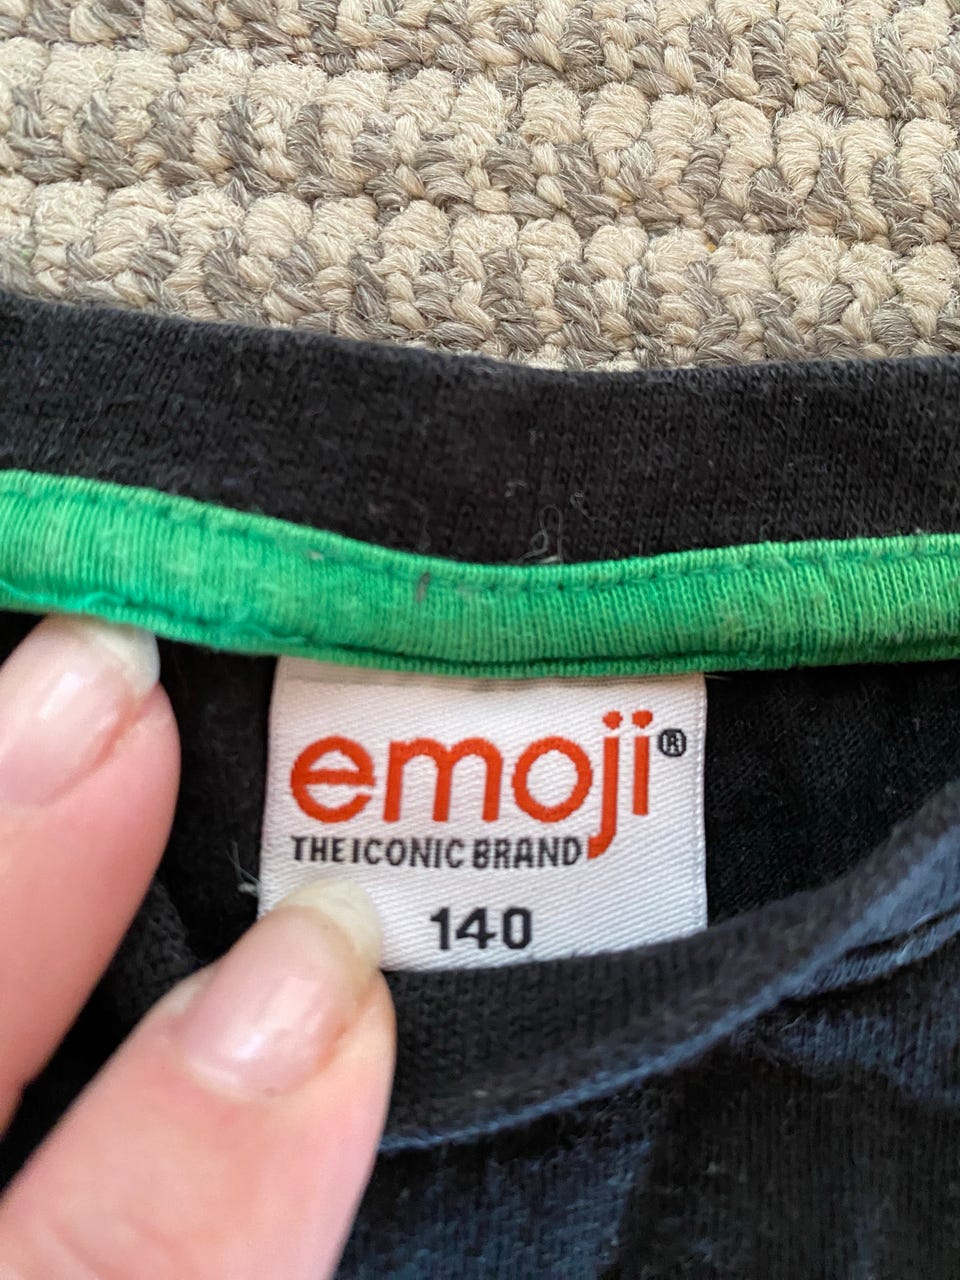 emoji®
THE ICONIC BRAND
140